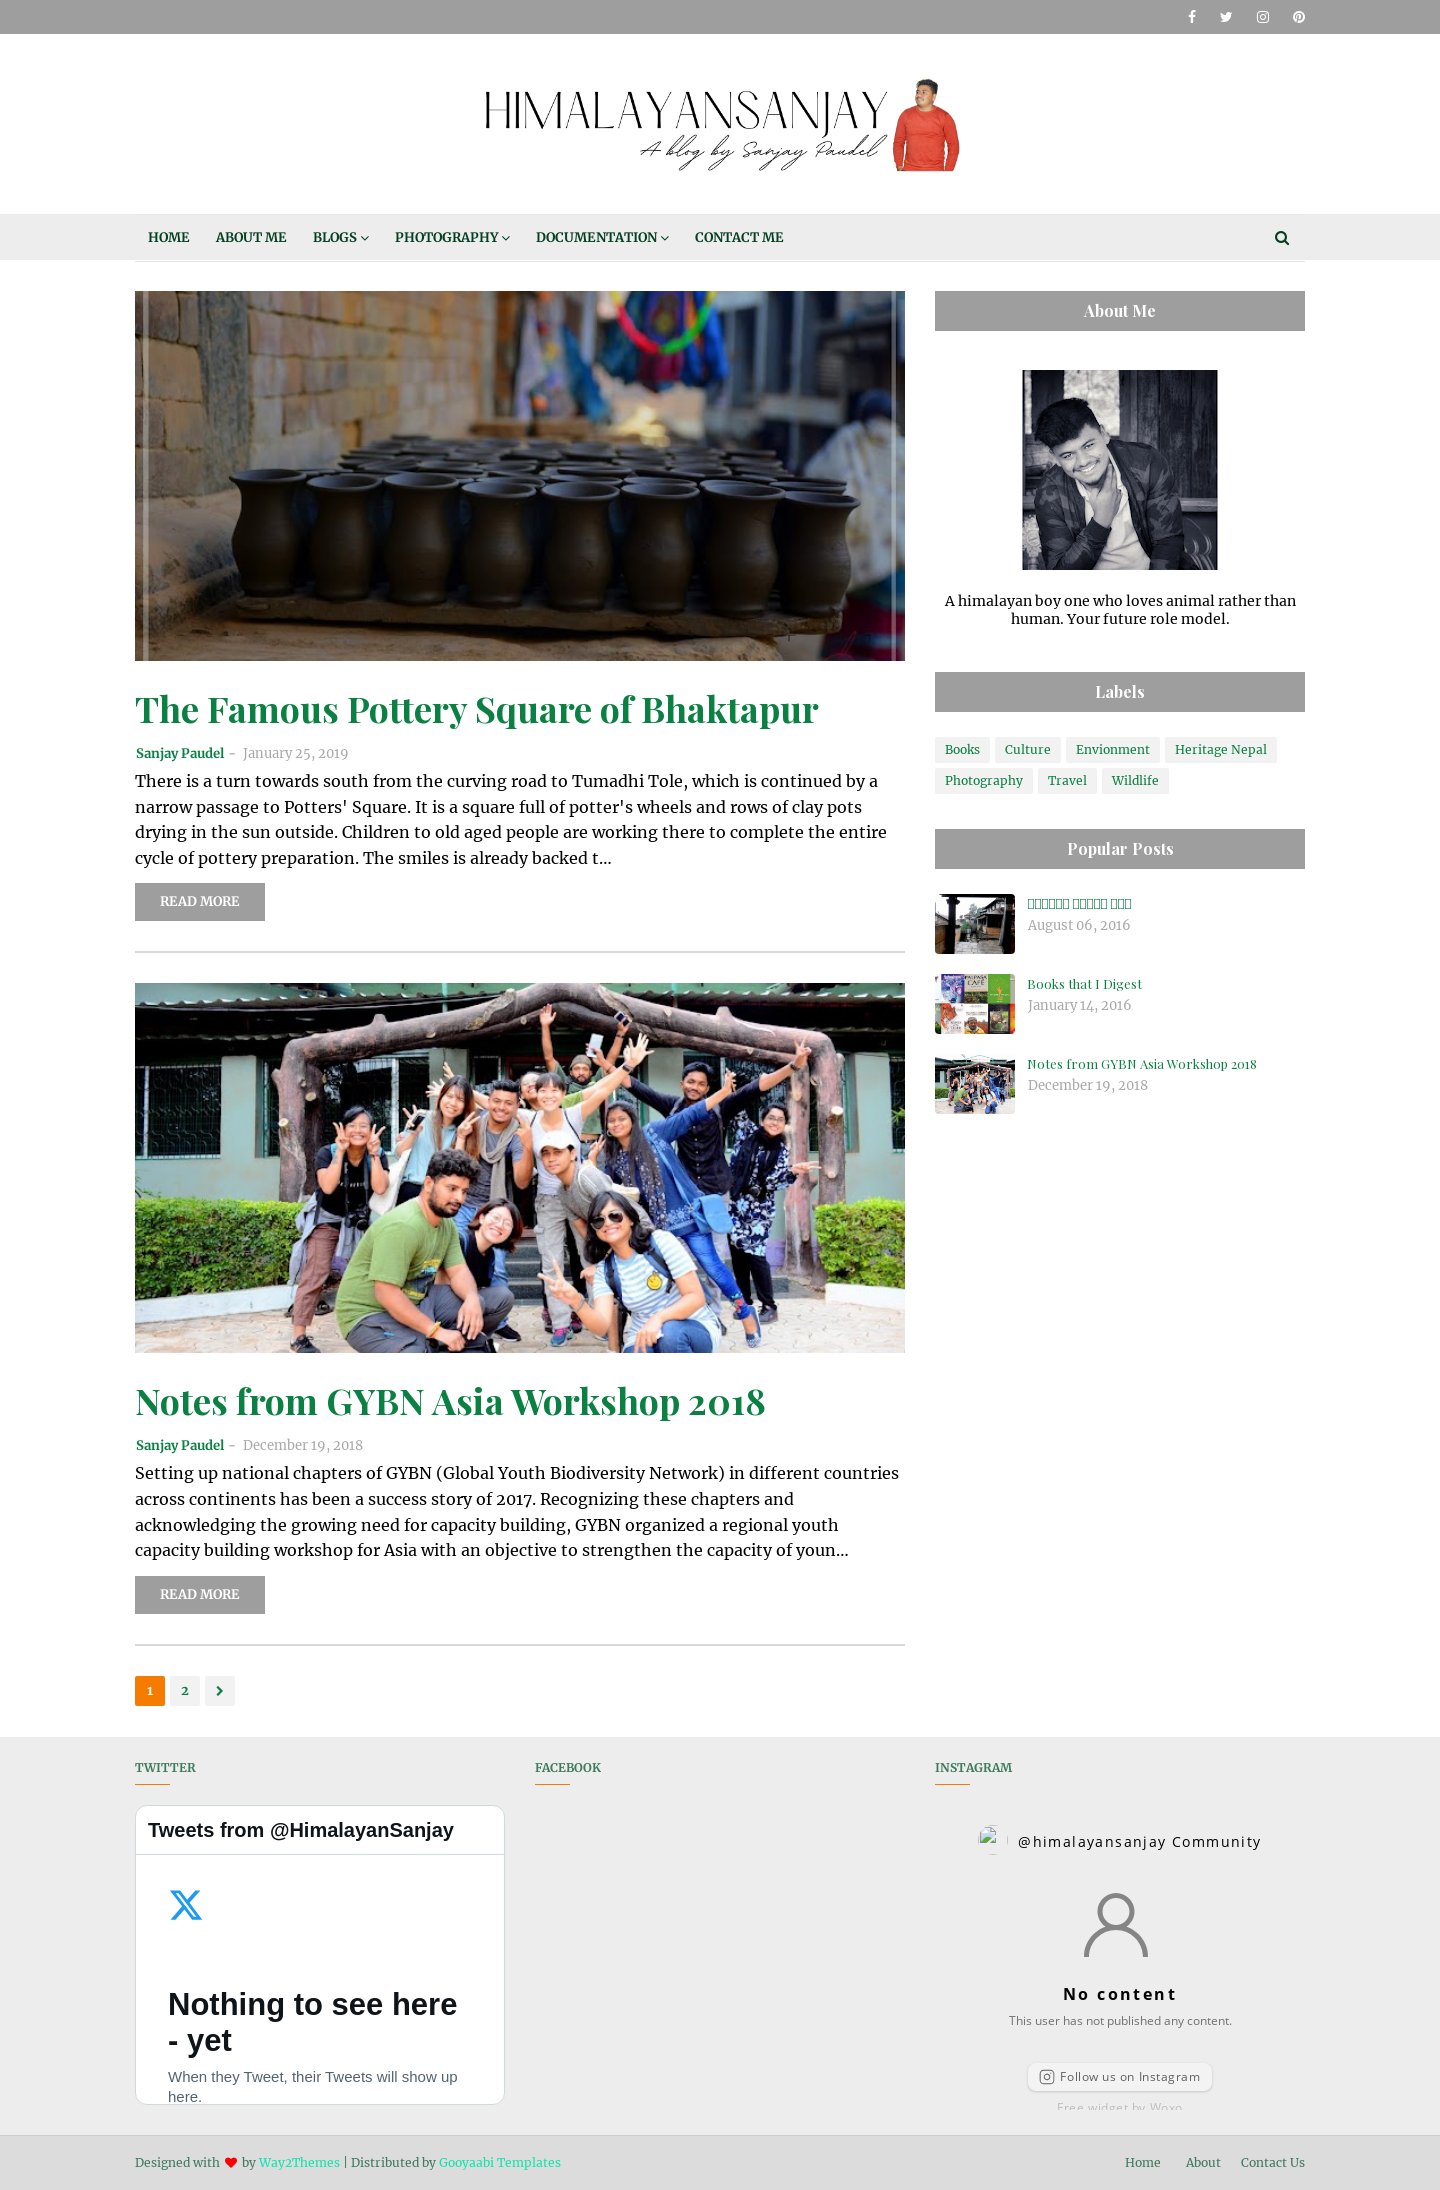 HIMALAYANSANJAY
A blog by Sanjay Paudel
HOME ABOUT ME BLOGS PHOTOGRAPHY DOCUMENTATION CONTACT ME
The Famous Pottery Square of Bhaktapur
Sanjay Paudel - January 25, 2019
There is a turn towards south from the curving road to Tumadhi Tole, which is continued by a
narrow passage to Potters' Square. It is a square full of potter's wheels and rows of clay pots
drying in the sun outside. Children to old aged people are working there to complete the entire
cycle of pottery preparation. The smiles is already backed t...
READ MORE
Notes from GYBN Asia Workshop 2018
Sanjay Paudel - December 19, 2018
Setting up national chapters of GYBN (Global Youth Biodiversity Network) in different countries
across continents has been a success story of 2017. Recognizing these chapters and
acknowledging the growing need for capacity building, GYBN organized a regional youth
capacity building workshop for Asia with an objective to strengthen the capacity of youn...
READ MORE
1 2
About Me
A himalayan boy one who loves animal rather than
human. Your future role model.
Labels
Books Culture Envionment Heritage Nepal
Photography Travel Wildlife
Popular Posts
August 06, 2016
Books that I Digest
January 14, 2016
Notes from GYBN Asia Workshop 2018
December 19, 2018
TWITTER
Tweets from @HimalayanSanjay
Nothing to see here
- yet
When they Tweet, their Tweets will show up
here.
FACEBOOK
INSTAGRAM
@himalayansanjay Community
No content
This user has not published any content.
Follow us on Instagram
Free widget by Woxo
Designed with by Way2Themes | Distributed by Gooyaabi Templates
Home About Contact Us